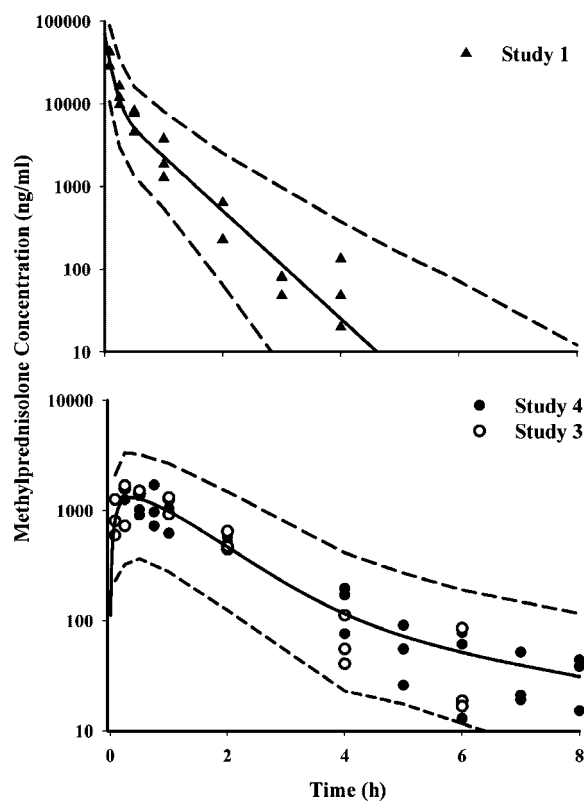 100000
10000
1000
100
10
Study 1
Methylprednisolone Concentration (ng/ml)
10000
1000
100
10
Study 4
Study 3
0 2 4 6 8
Time (h)